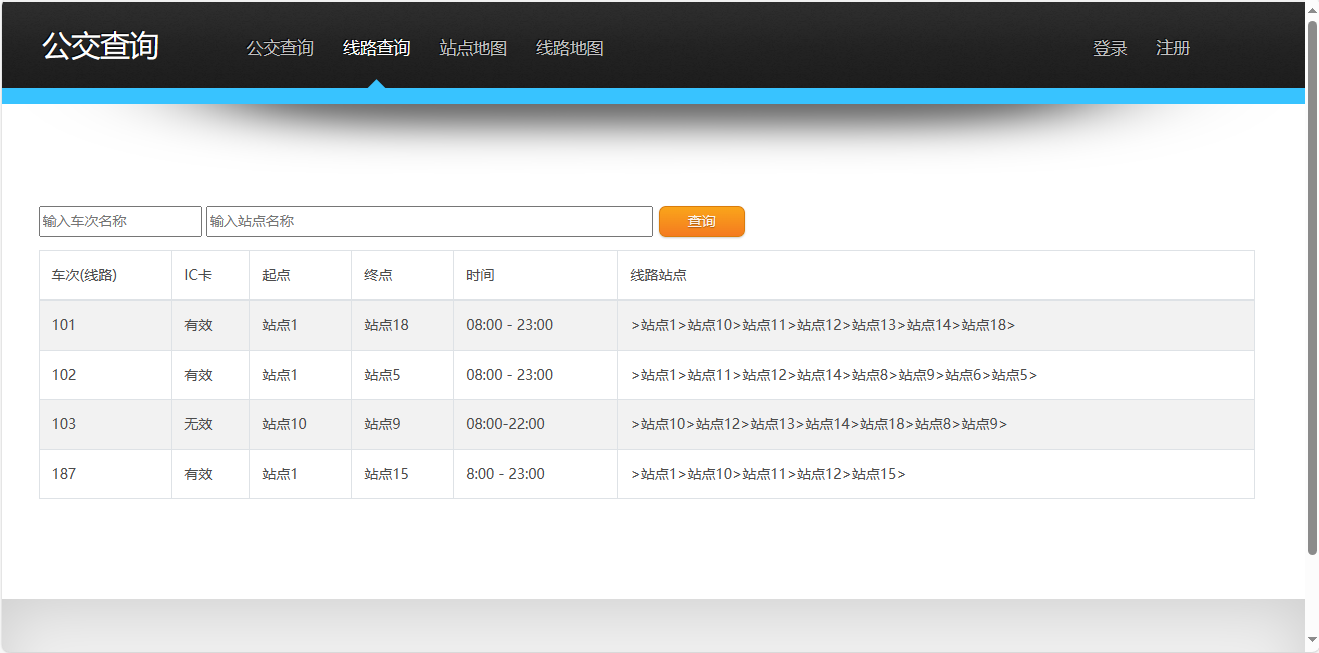 公交查询 公交查询 线路查询 站点地图 线路地图 登录 注册
输入车次名称 输入站点名称 查询
车次(线路) IC卡 起点 终点 时间 线路站点
101 有效 站点1 站点18 08:00 - 23:00 >站点1>站点10>站点11>站点12>站点13>站点14>站点18>
102 有效 站点1 站点5 08:00 - 23:00 >站点1>站点11>站点12>站点14>站点8>站点9>站点6>站点5>
103 无效 站点10 站点9 08:00-22:00 >站点10>站点12>站点13>站点14>站点18>站点8>站点9>
187 有效 站点1 站点15 8:00 - 23:00 >站点1>站点10>站点11>站点12>站点15>